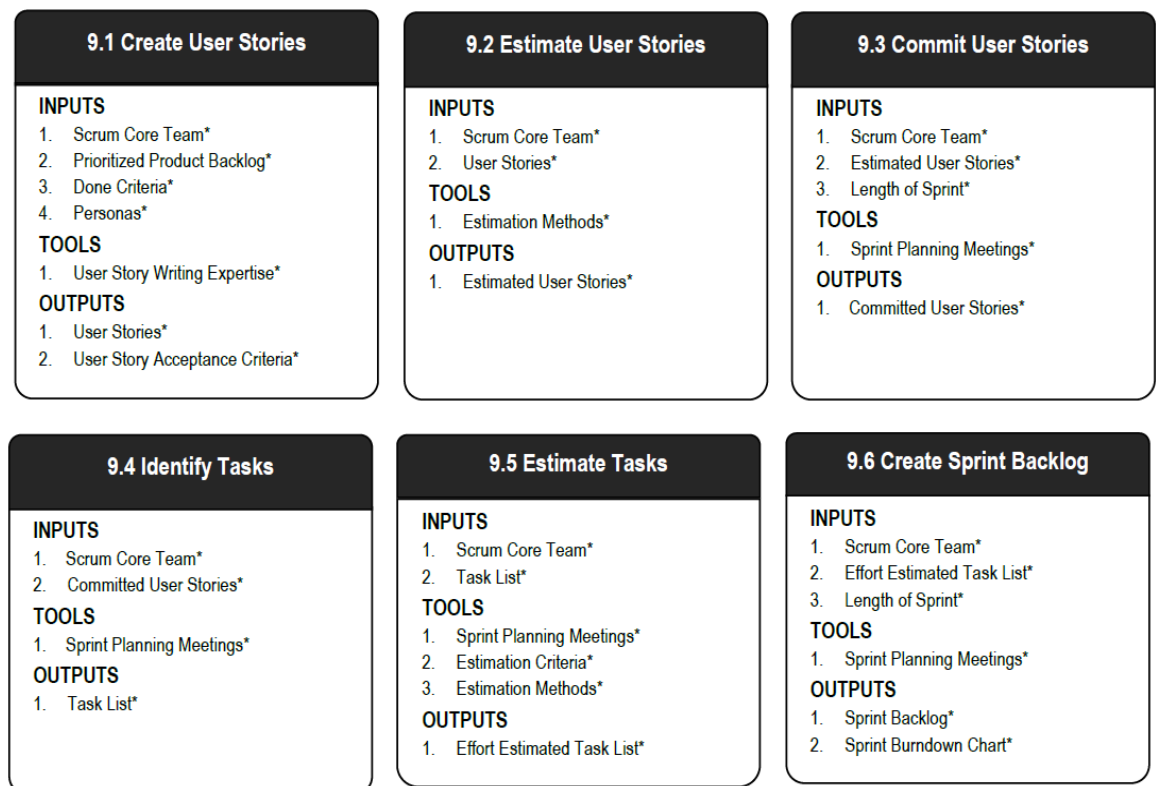 9.1 Create User Stories
INPUTS
1. Scrum Core Team*
2. Prioritized Product Backlog*
3. Done Criteria*
4. Personas*
TOOLS
1. User Story Writing Expertise*
OUTPUTS
1. User Stories*
2. User Story Acceptance Criteria*
9.2 Estimate User Stories
INPUTS
1. Scrum Core Team*
2. User Stories*
TOOLS
1. Estimation Methods*
OUTPUTS
1. Estimated User Stories*
9.3 Commit User Stories
INPUTS
1. Scrum Core Team*
2. Estimated User Stories*
3. Length of Sprint*
TOOLS
1. Sprint Planning Meetings*
OUTPUTS
1. Committed User Stories*
9.4 Identify Tasks
INPUTS
1. Scrum Core Team*
2. Committed User Stories*
TOOLS
1. Sprint Planning Meetings*
OUTPUTS
1. Task List*
9.5 Estimate Tasks
INPUTS
1. Scrum Core Team*
2. Task List*
TOOLS
1. Sprint Planning Meetings*
2. Estimation Criteria*
3. Estimation Methods*
OUTPUTS
1. Effort Estimated Task List*
9.6 Create Sprint Backlog
INPUTS
1. Scrum Core Team*
2. Effort Estimated Task List*
3. Length of Sprint*
TOOLS
1. Sprint Planning Meetings*
OUTPUTS
1. Sprint Backlog*
2. Sprint Burndown Chart*